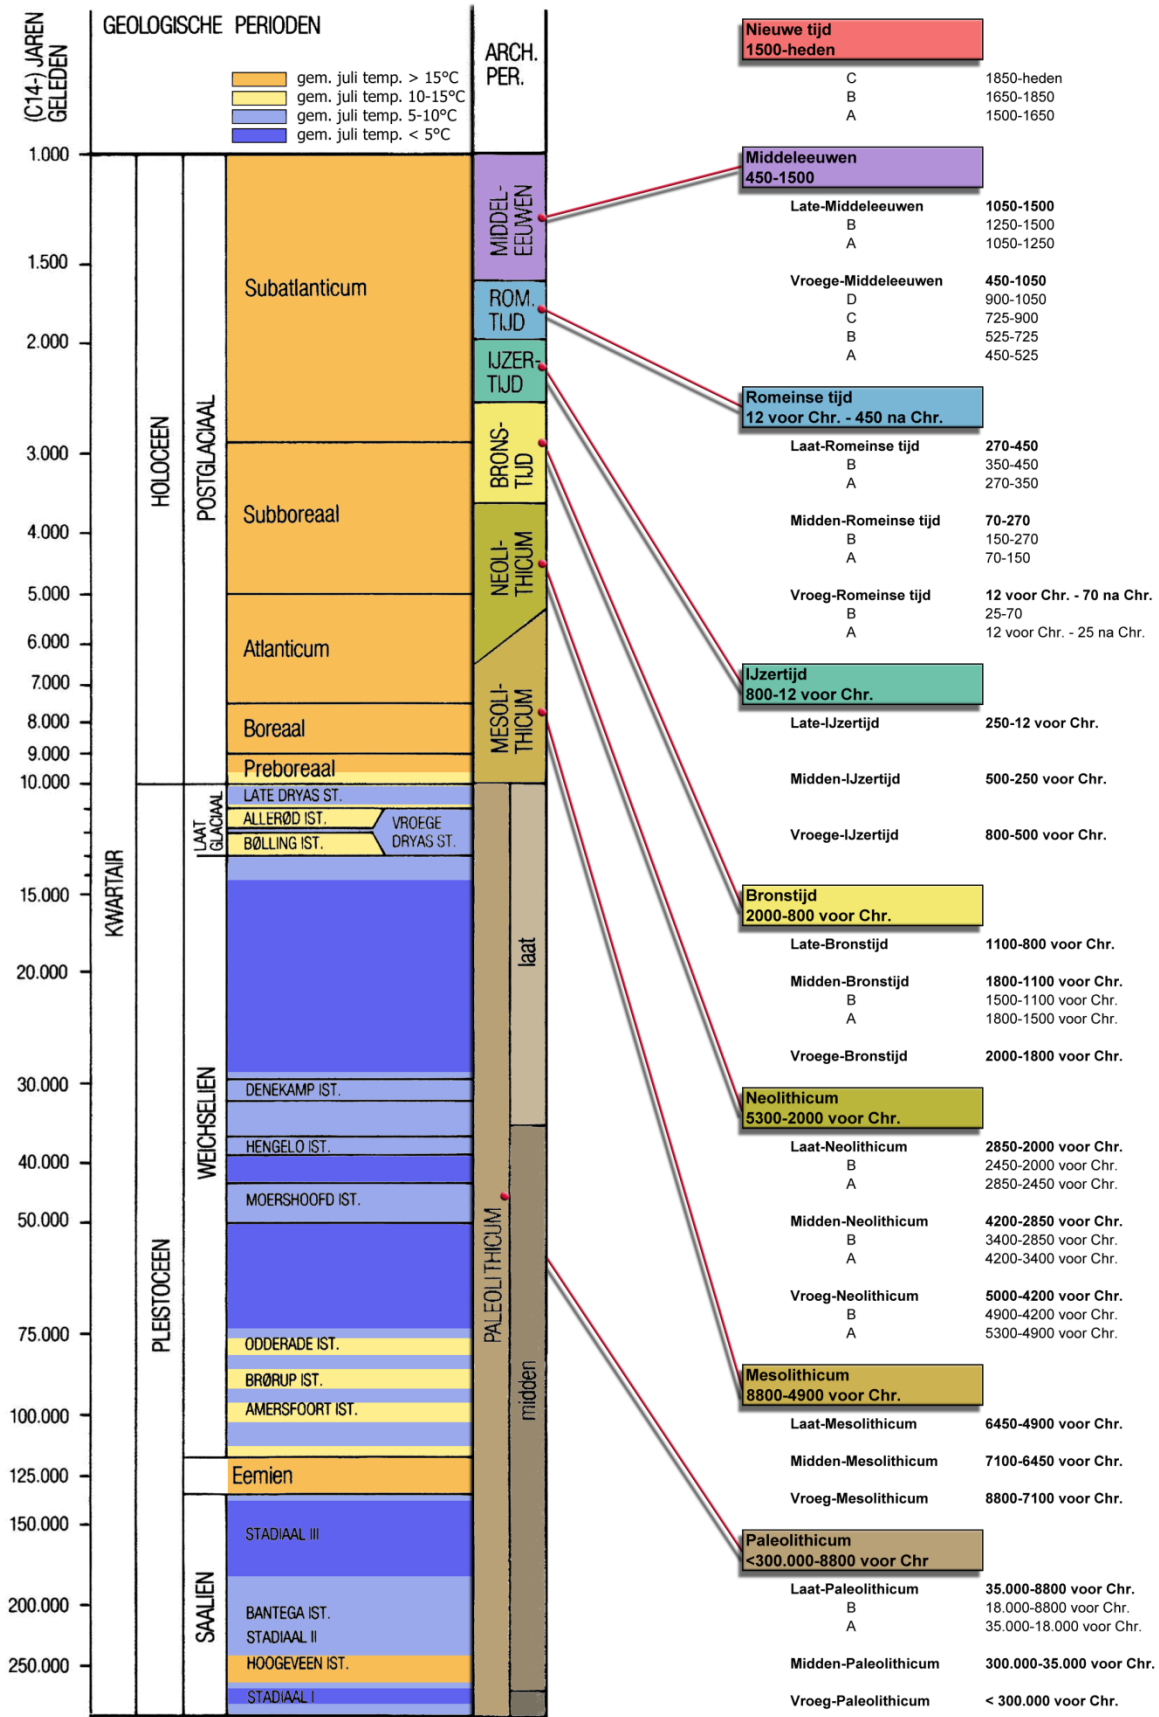 (C14-) JAREN
GELEDEN
GEOLOGISCHE PERIODEN
gem. juli temp. > 15°C
gem. juli temp. 10-15°C
gem. juli temp. 5-10°C
gem. juli temp. < 5°C
ARCH.
PER.
1.000
1.500
2.000
3.000
4.000
5.000
6.000
7.000
8.000
9.000
10.000
15.000
20.000
30.000
40.000
50.000
75.000
100.000
125.000
150.000
200.000
250.000
KWARTAIR
HOLOCEEN
PLEISTOCEEN
POSTGLACIAAL
LAAT
GLACIAAL
WEICHSELIEN
SAALIEN
Subatlanticum
Subboreaal
Atlanticum
Boreaal
Preboreaal
LATE DRYAS ST.
ALLERØD IST.
VROEGE
DRYAS ST.
BØLLING IST.
DENEKAMP IST.
HENGELO IST.
MOERSHOOFD IST.
ODDERADE IST.
BRØRUP IST.
AMERSFOORT IST.
Eemien
STADIAAL III
BANTEGA IST.
STADIAAL II
HOOGEVEEN IST.
STADIAAL I
MIDDEL-
EEUWEN
ROM.
TIJD
IJZER-
TIJD
BRONS-
TIJD
NEOLI-
THICUM
MESOLI-
THICUM
PALEOLITHICUM
laat
midden
Nieuwe tijd
1500-heden
C 1850-heden
B 1650-1850
A 1500-1650
Middeleeuwen
450-1500
Late-Middeleeuwen 1050-1500
B 1250-1500
A 1050-1250
Vroege-Middeleeuwen 450-1050
D 900-1050
C 725-900
B 525-725
A 450-525
Romeinse tijd
12 voor Chr. - 450 na Chr.
Laat-Romeinse tijd 270-450
B 350-450
A 270-350
Midden-Romeinse tijd 70-270
B 150-270
A 70-150
Vroeg-Romeinse tijd 12 voor Chr. - 70 na Chr.
B 25-70
A 12 voor Chr. - 25 na Chr.
IJzertijd
800-12 voor Chr.
Late-IJzertijd 250-12 voor Chr.
Midden-IJzertijd 500-250 voor Chr.
Vroege-IJzertijd 800-500 voor Chr.
Bronstijd
2000-800 voor Chr.
Late-Bronstijd 1100-800 voor Chr.
Midden-Bronstijd 1800-1100 voor Chr.
B 1500-1100 voor Chr.
A 1800-1500 voor Chr.
Vroege-Bronstijd 2000-1800 voor Chr.
Neolithicum
5300-2000 voor Chr.
Laat-Neolithicum 2850-2000 voor Chr.
B 2450-2000 voor Chr.
A 2850-2450 voor Chr.
Midden-Neolithicum 4200-2850 voor Chr.
B 3400-2850 voor Chr.
A 4200-3400 voor Chr.
Vroeg-Neolithicum 5000-4200 voor Chr.
B 4900-4200 voor Chr.
A 5300-4900 voor Chr.
Mesolithicum
8800-4900 voor Chr.
Laat-Mesolithicum 6450-4900 voor Chr.
Midden-Mesolithicum 7100-6450 voor Chr.
Vroeg-Mesolithicum 8800-7100 voor Chr.
Paleolithicum
<300.000-8800 voor Chr
Laat-Paleolithicum 35.000-8800 voor Chr.
B 18.000-8800 voor Chr.
A 35.000-18.000 voor Chr.
Midden-Paleolithicum 300.000-35.000 voor Chr.
Vroeg-Paleolithicum < 300.000 voor Chr.